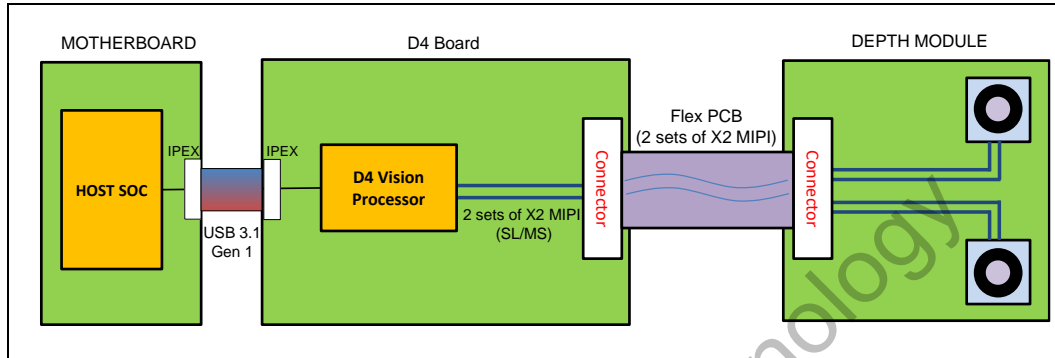 MOTHERBOARD
HOST SOC
IPEX
USB 3.1
Gen 1
IPEX
D4 Board
D4 Vision
Processor
2 sets of X2 MIPI
(SL/MS)
Connector
Flex PCB
(2 sets of X2 MIPI)
Connector
DEPTH MODULE